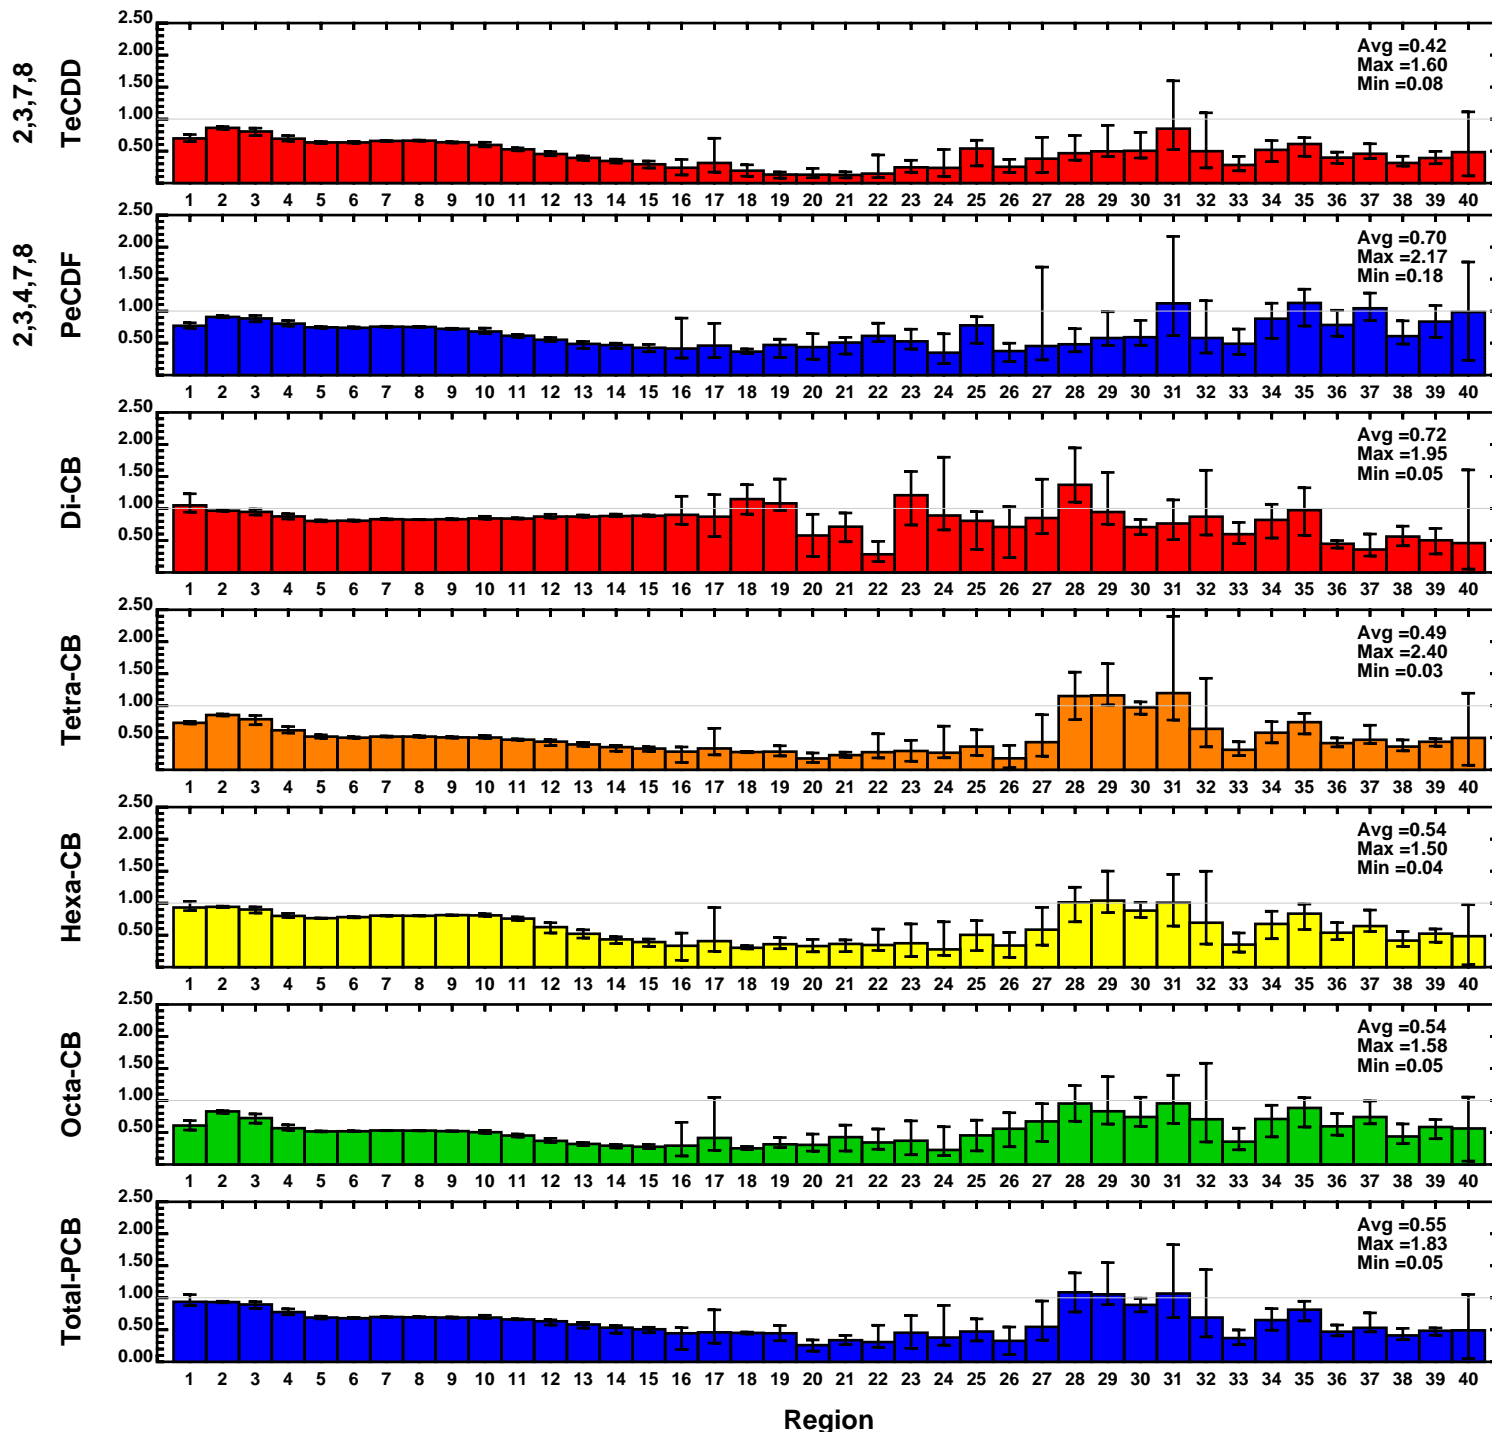 2,3,7,8
TeCDD
2.50
2.00
1.50
1.00
0.50
Avg =0.42
Max =1.60
Min =0.08
1 2 3 4 5 6 7 8 9 10 11 12 13 14 15 16 17 18 19 20 21 22 23 24 25 26 27 28 29 30 31 32 33 34 35 36 37 38 39 40
2,3,4,7,8
PeCDF
2.50
2.00
1.50
1.00
0.50
Avg =0.70
Max =2.17
Min =0.18
1 2 3 4 5 6 7 8 9 10 11 12 13 14 15 16 17 18 19 20 21 22 23 24 25 26 27 28 29 30 31 32 33 34 35 36 37 38 39 40
Di-CB
2.50
2.00
1.50
1.00
0.50
Avg =0.72
Max =1.95
Min =0.05
1 2 3 4 5 6 7 8 9 10 11 12 13 14 15 16 17 18 19 20 21 22 23 24 25 26 27 28 29 30 31 32 33 34 35 36 37 38 39 40
Tetra-CB
2.50
2.00
1.50
1.00
0.50
Avg =0.49
Max =2.40
Min =0.03
1 2 3 4 5 6 7 8 9 10 11 12 13 14 15 16 17 18 19 20 21 22 23 24 25 26 27 28 29 30 31 32 33 34 35 36 37 38 39 40
Hexa-CB
2.50
2.00
1.50
1.00
0.50
Avg =0.54
Max =1.50
Min =0.04
1 2 3 4 5 6 7 8 9 10 11 12 13 14 15 16 17 18 19 20 21 22 23 24 25 26 27 28 29 30 31 32 33 34 35 36 37 38 39 40
Octa-CB
2.50
2.00
1.50
1.00
0.50
Avg =0.54
Max =1.58
Min =0.05
1 2 3 4 5 6 7 8 9 10 11 12 13 14 15 16 17 18 19 20 21 22 23 24 25 26 27 28 29 30 31 32 33 34 35 36 37 38 39 40
Total-PCB
2.50
2.00
1.50
1.00
0.50
0.00
Avg =0.55
Max =1.83
Min =0.05
1 2 3 4 5 6 7 8 9 10 11 12 13 14 15 16 17 18 19 20 21 22 23 24 25 26 27 28 29 30 31 32 33 34 35 36 37 38 39 40
Region